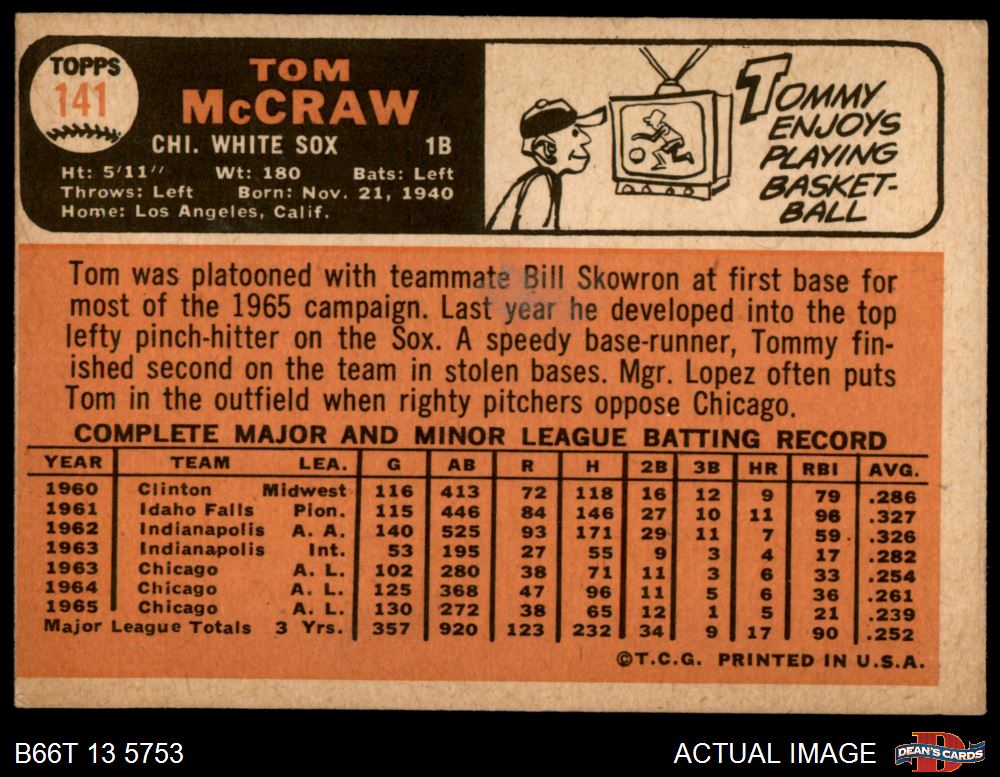 TOPPS
141
TOM
McCRAW
CHI. WHITE SOX 1B
Ht: 5'11" Wt: 180 Bats: Left
Throws: Left Born: Nov. 21, 1940
Home: Los Angeles, Calif.
TOMMY
ENJOYS
PLAYING
BASKET-
BALL
Tom was platooned with teammate Bill Skowron at first base for
most of the 1965 campaign. Last year he developed into the top
lefty pinch-hitter on the Sox. A speedy base-runner, Tommy fin-
ished second on the team in stolen bases. Mgr. Lopez often puts
Tom in the outfield when righty pitchers oppose Chicago.
COMPLETE MAJOR AND MINOR LEAGUE BATTING RECORD
YEAR TEAM LEA. G AB R H 2B 3B HR RBI AVG.
1960 Clinton Midwest 116 413 72 118 16 12 9 79 .286
1961 Idaho Falls Pion. 115 446 84 146 27 10 11 96 .327
1962 Indianapolis A. A. 140 525 93 171 29 11 7 59 .326
1963 Indianapolis Int. 53 195 27 55 9 3 4 17 .282
1963 Chicago A. L. 102 280 38 71 11 3 6 33 .254
1964 Chicago A. L. 125 368 47 96 11 5 6 36 .261
1965 Chicago A. L. 130 272 38 65 12 1 5 21 .239
Major League Totals 3 Yrs. 357 920 123 232 34 9 17 90 .252
©T.C.G. PRINTED IN U.S.A.
B66T 13 5753 ACTUAL IMAGE DEAN'S CARDS